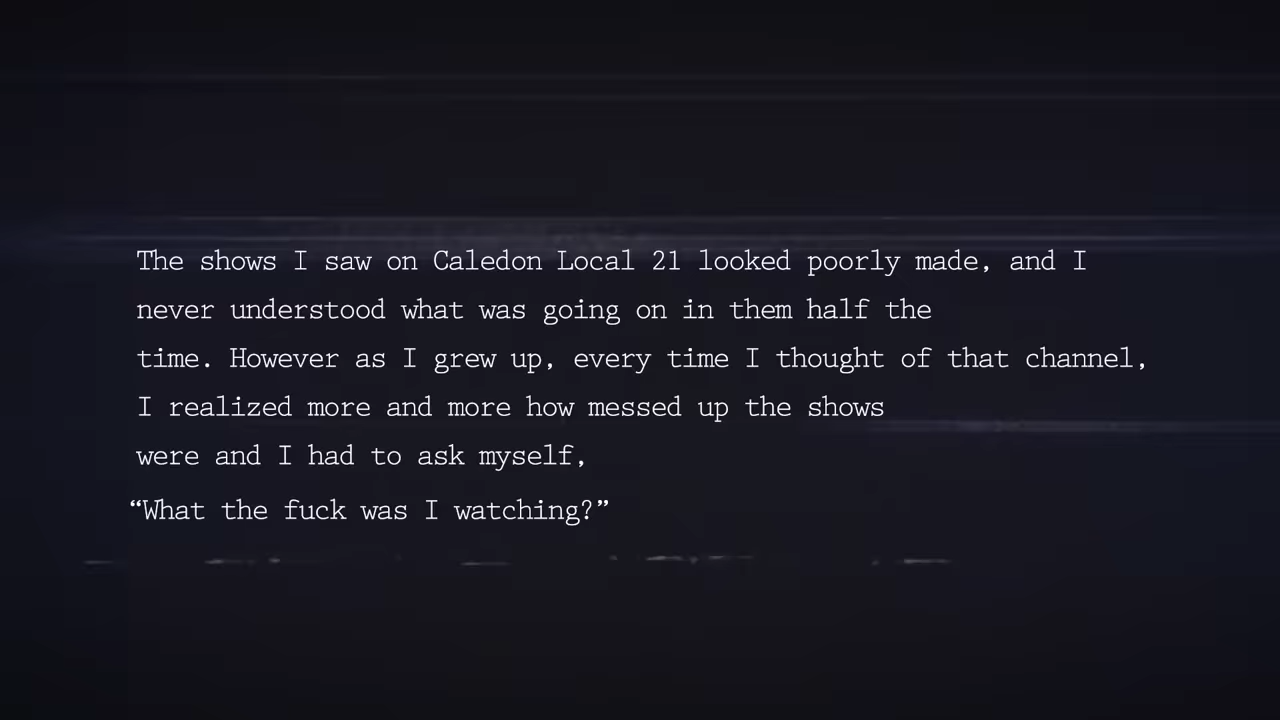 The shows I saw on Caledon Local 21 looked poorly made, and I
never understood what was going on in them half the
time. However as I grew up, every time I thought of that channel,
I realized more and more how messed up the shows
were and I had to ask myself,
“What the fuck was I watching?”